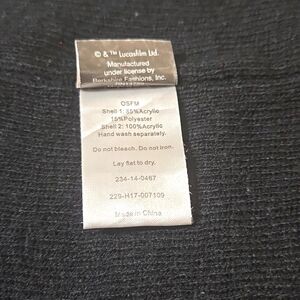 © & ™ Lucasfilm Ltd.
Manufactured
under license by
Berkshire Fashions, Inc.
OSFM
Shell 1: 85%Acrylic
15%Polyester
Shell 2: 100%Acrylic
Hand wash separately.
Do not bleach. Do not iron.
Lay flat to dry.
234-14-0467
229-H17-007109
Made in China